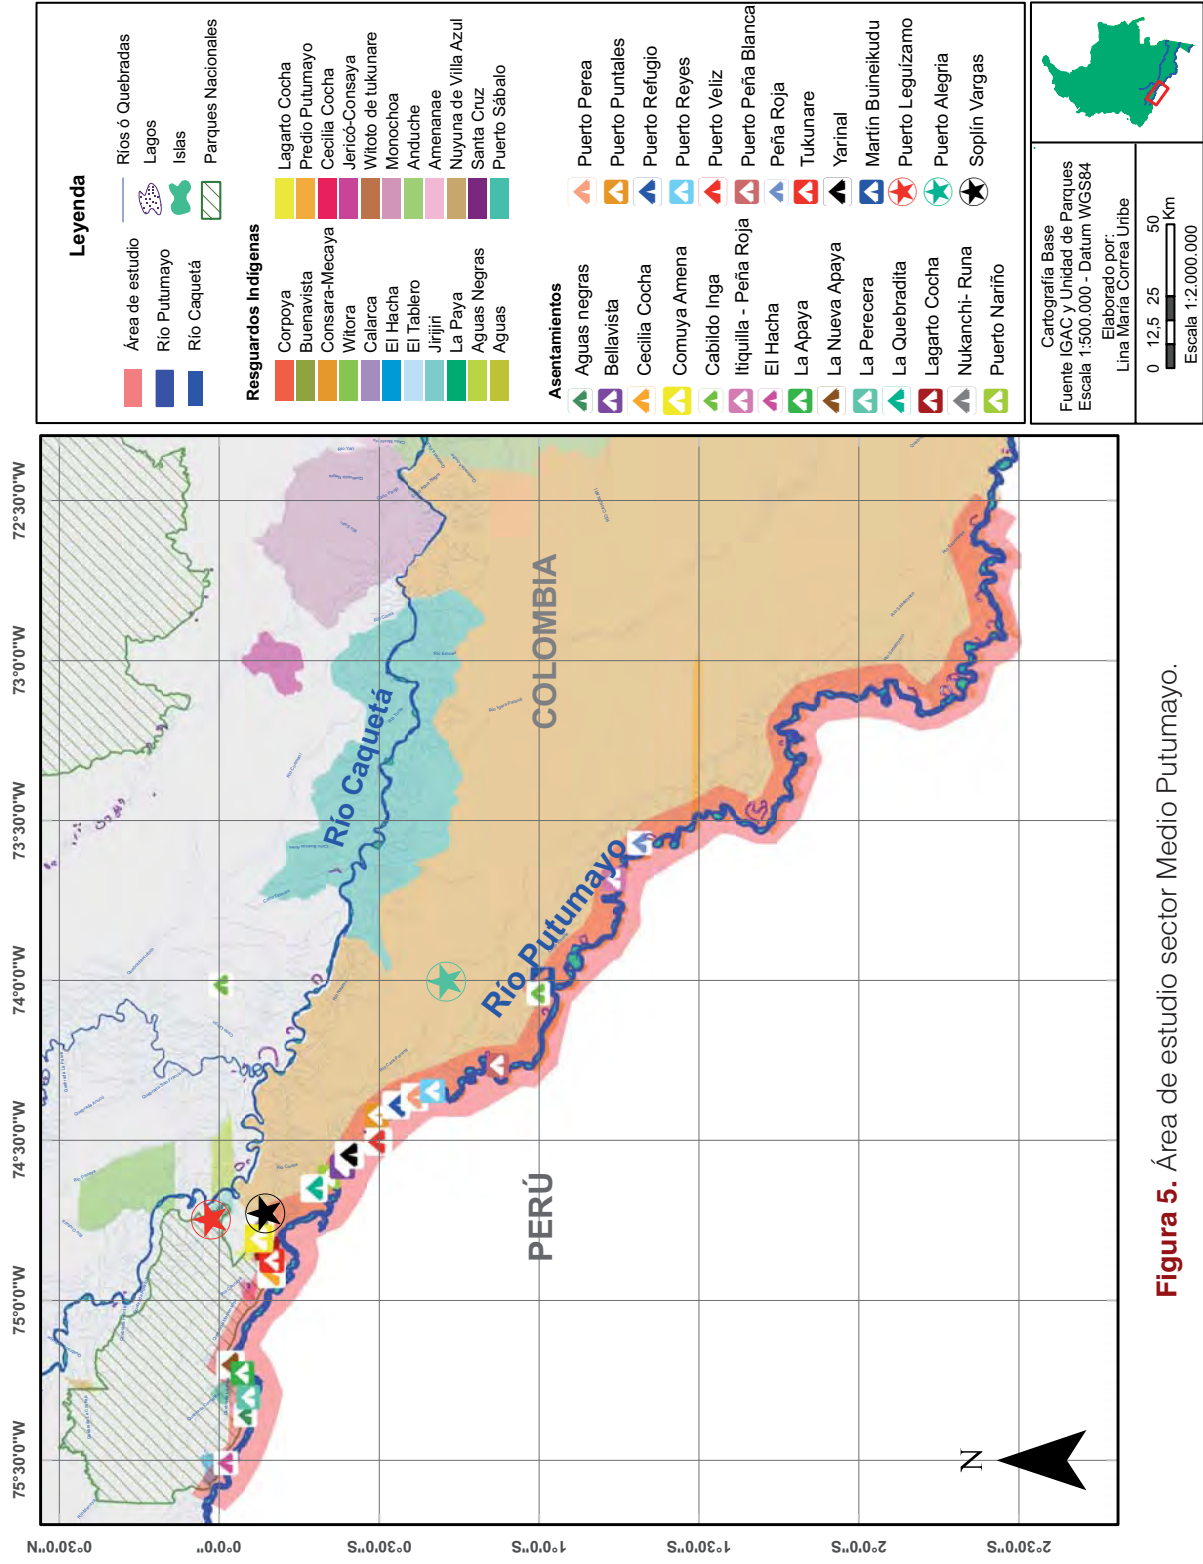 Leyenda
Área de estudio
Río Putumayo
Río Caquetá
Ríos ó Quebradas
Lagos
Islas
Parques Nacionales
Resguardos Indígenas
Corpoya
Buenavista
Consara-Mecaya
Witora
Calarca
El Hacha
El Tablero
Jirijiri
La Paya
Aguas Negras
Aguas
Lagarto Cocha
Predio Putumayo
Cecilia Cocha
Jericó-Consaya
Witoto de tukunare
Monochoa
Anduche
Amenanae
Nuyuna de Villa Azul
Santa Cruz
Puerto Sábalo
Asentamientos
Aguas negras
Bellavista
Cecilia Cocha
Comuya Amena
Cabildo Inga
Itiquilla - Peña Roja
El Hacha
La Apaya
La Nueva Apaya
La Perecera
La Quebradita
Lagarto Cocha
Nukanchi- Runa
Puerto Nariño
Puerto Perea
Puerto Puntales
Puerto Refugio
Puerto Reyes
Puerto Veliz
Puerto Peña Blanca
Peña Roja
Tukunare
Yarinal
Martín Buineikudu
Puerto Leguízamo
Puerto Alegria
Soplín Vargas
Cartografía Base
Fuente IGAC y Unidad de Parques
Escala 1:500.000 - Datum WGS84
Elaborado por:
Lina María Correa Uribe
0 12,5 25 50
Km
Escala 1:2.000.000
75°30'0"W 75°0'0"W 74°30'0"W 74°0'0"W 73°30'0"W 73°0'0"W 72°30'0"W
0°30'0"N
0°0'0"
0°30'0"S
1°0'0"S
1°30'0"S
2°0'0"S
2°30'0"S
Río Caquetá
COLOMBIA
Río Putumayo
PERÚ
N
Figura 5. Área de estudio sector Medio Putumayo.